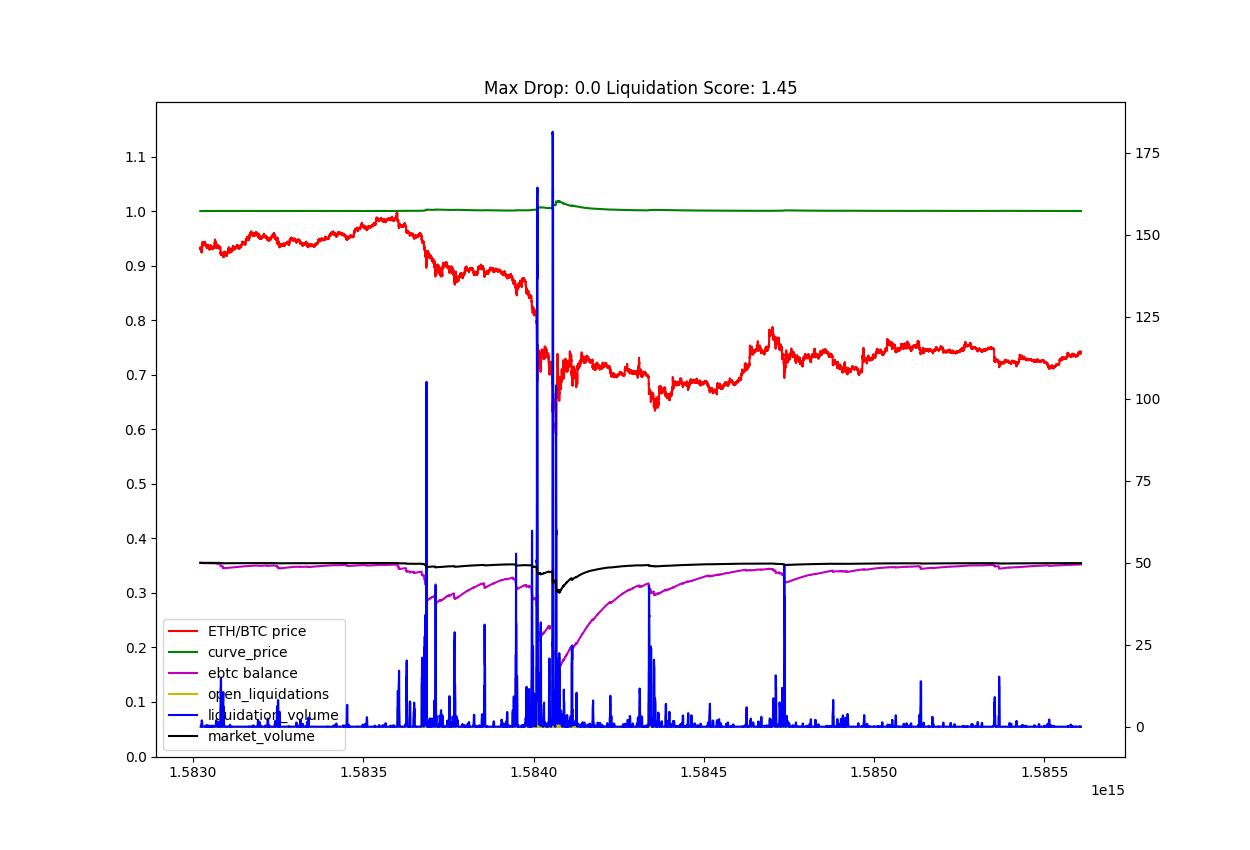 Max Drop: 0.0 Liquidation Score: 1.45
1.1
1.0
0.9
0.8
0.7
0.6
0.5
0.4
0.3
0.2
0.1
0.0
175
150
125
100
75
50
25
0
ETH/BTC price
curve_price
ebtc balance
open_liquidations
liquidation_volume
market_volume
1.5830 1.5835 1.5840 1.5845 1.5850 1.5855
1e15